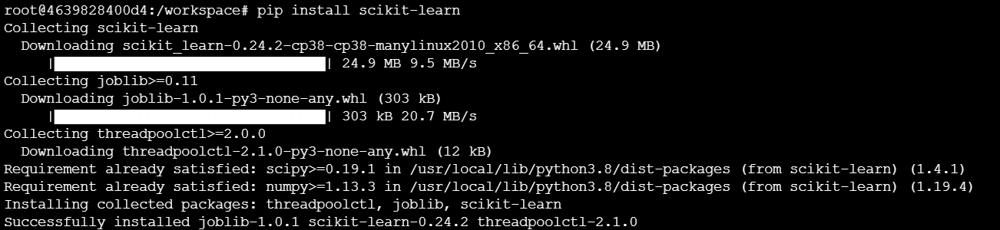 root@4639828400d4:/workspace# pip install scikit-learn
Collecting scikit-learn
  Downloading scikit_learn-0.24.2-cp38-cp38-manylinux2010_x86_64.whl (24.9 MB)
     |████████████████████████████████| 24.9 MB 9.5 MB/s
Collecting joblib>=0.11
  Downloading joblib-1.0.1-py3-none-any.whl (303 kB)
     |████████████████████████████████| 303 kB 20.7 MB/s
Collecting threadpoolctl>=2.0.0
  Downloading threadpoolctl-2.1.0-py3-none-any.whl (12 kB)
Requirement already satisfied: scipy>=0.19.1 in /usr/local/lib/python3.8/dist-packages (from scikit-learn) (1.4.1)
Requirement already satisfied: numpy>=1.13.3 in /usr/local/lib/python3.8/dist-packages (from scikit-learn) (1.19.4)
Installing collected packages: threadpoolctl, joblib, scikit-learn
Successfully installed joblib-1.0.1 scikit-learn-0.24.2 threadpoolctl-2.1.0